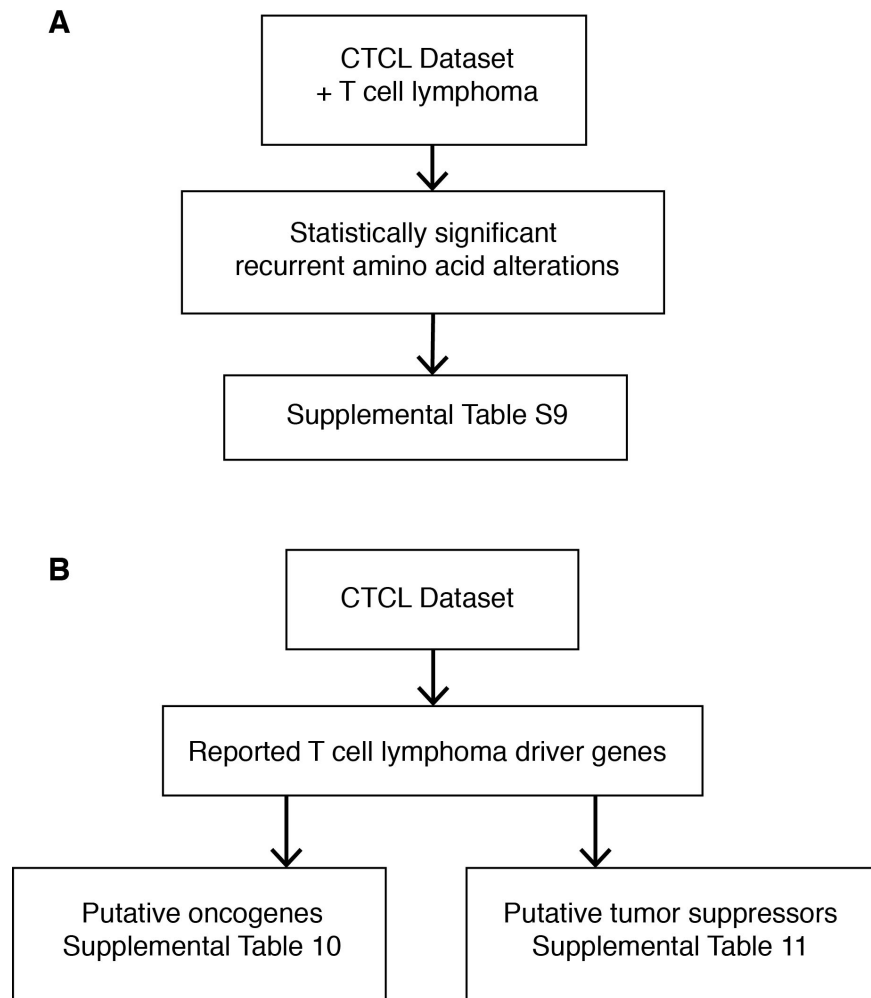 A
CTCL Dataset
+ T cell lymphoma
Statistically significant
recurrent amino acid alterations
Supplemental Table S9
B
CTCL Dataset
Reported T cell lymphoma driver genes
Putative oncogenes
Supplemental Table 10
Putative tumor suppressors
Supplemental Table 11